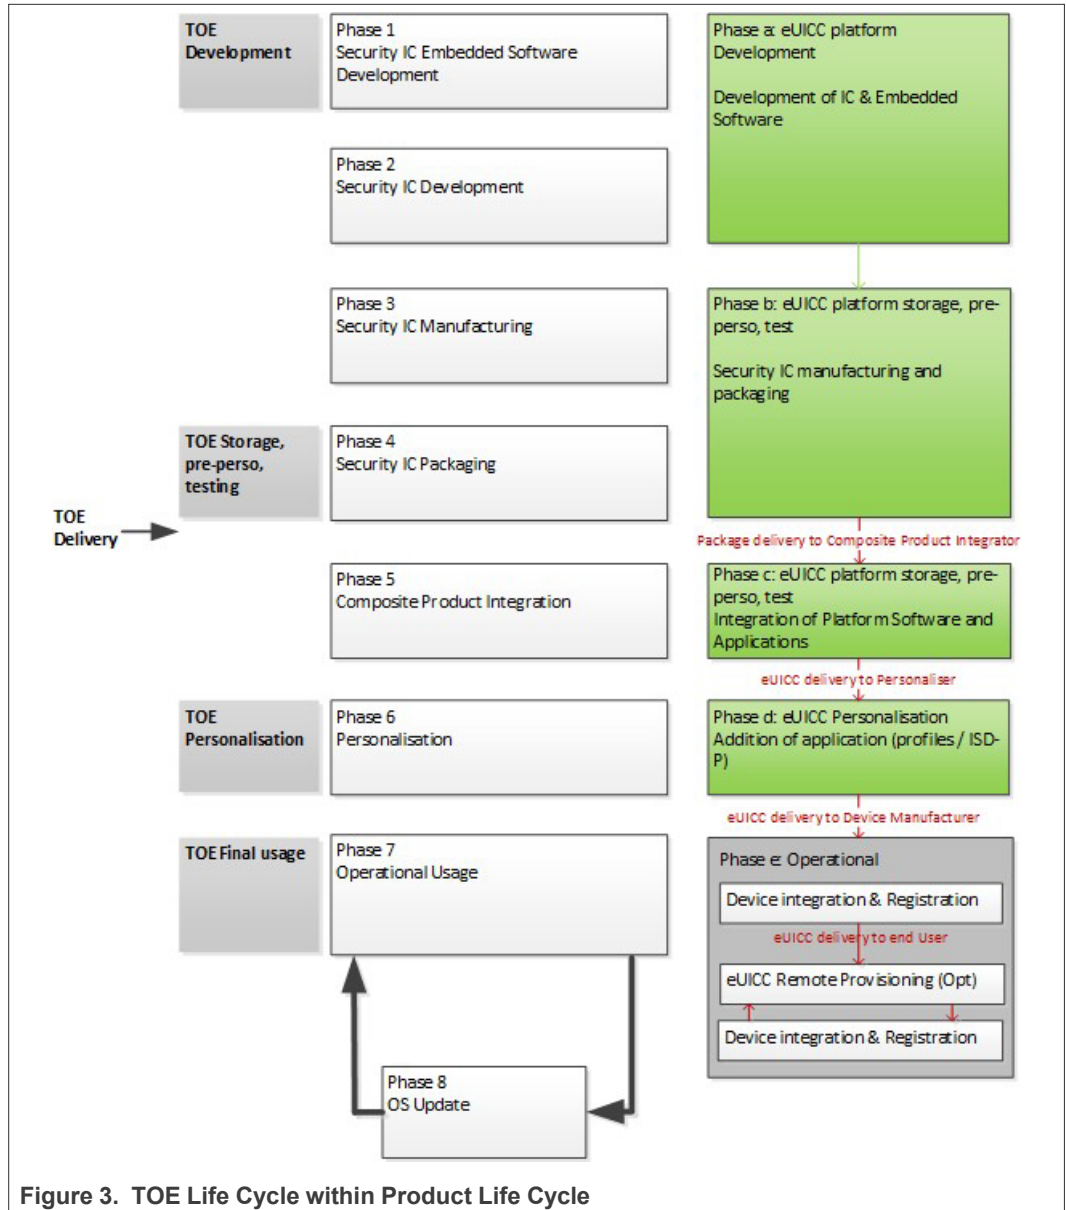 TOE
Development
Phase 1
Security IC Embedded Software
Development
Phase a: eUICC platform
Development
Development of IC & Embedded
Software
Phase 2
Security IC Development
Phase 3
Security IC Manufacturing
Phase b: eUICC platform storage, pre-
perso, test
Security IC manufacturing and
packaging
TOE Storage,
pre-perso,
testing
Phase 4
Security IC Packaging
TOE
Delivery
Package delivery to Composite Product Integrator
Phase 5
Composite Product Integration
Phase c: eUICC platform storage, pre-
perso, test
Integration of Platform Software and
Applications
eUICC delivery to Personaliser
TOE
Personalisation
Phase 6
Personalisation
Phase d: eUICC Personalisation
Addition of application (profiles / ISD-
P)
eUICC delivery to Device Manufacturer
TOE Final usage
Phase 7
Operational Usage
Phase e: Operational
Device integration & Registration
eUICC delivery to end User
eUICC Remote Provisioning (Opt)
Device integration & Registration
Phase 8
OS Update
Figure 3. TOE Life Cycle within Product Life Cycle